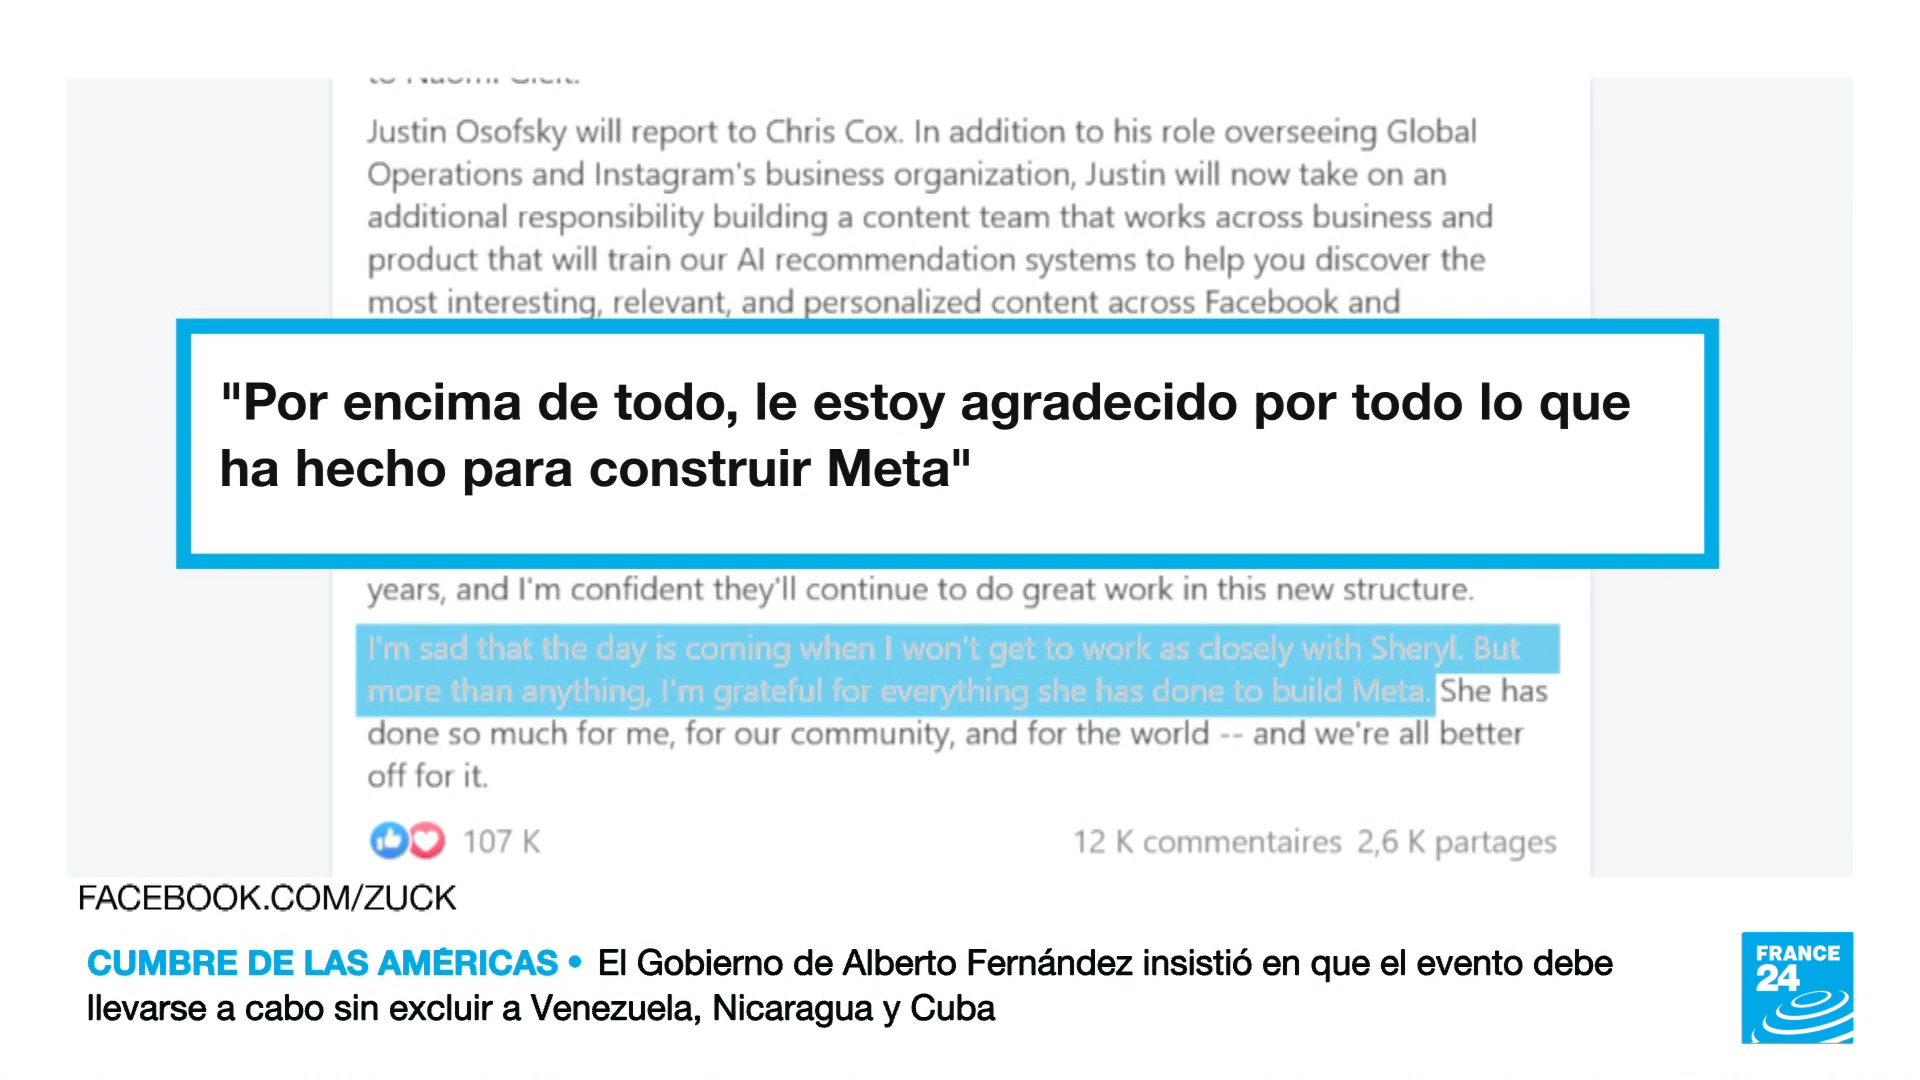 Justin Osofsky will report to Chris Cox. In addition to his role overseeing Global
Operations and Instagram's business organization, Justin will now take on an
additional responsibility building a content team that works across business and
product that will train our AI recommendation systems to help you discover the
most interesting, relevant, and personalized content across Facebook and
"Por encima de todo, le estoy agradecido por todo lo que
ha hecho para construir Meta"
years, and I'm confident they'll continue to do great work in this new structure.
I'm sad that the day is coming when I won't get to work as closely with Sheryl. But
more than anything, I'm grateful for everything she has done to build Meta. She has
done so much for me, for our community, and for the world -- and we're all better
off for it.
107 K
12 K commentaires 2,6 K partages
FACEBOOK.COM/ZUCK
CUMBRE DE LAS AMÉRICAS • El Gobierno de Alberto Fernández insistió en que el evento debe
llevarse a cabo sin excluir a Venezuela, Nicaragua y Cuba
FRANCE
24